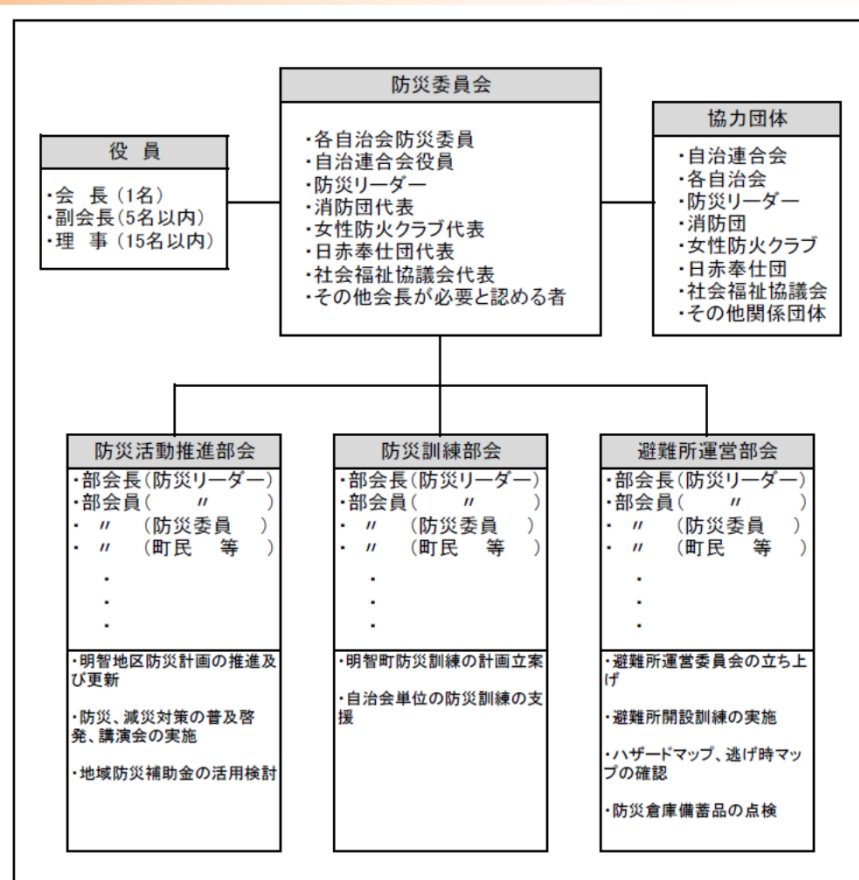 防災委員会
・各自治会防災委員
・自治連合会役員
・防災リーダー
・消防団代表
・女性防火クラブ代表
・日赤奉仕団代表
・社会福祉協議会代表
・その他会長が必要と認める者
役 員
・会 長 (1名)
・副会長(5名以内)
・理 事 (15名以内)
協力団体
・自治連合会
・各自治会
・防災リーダー
・消防団
・女性防火クラブ
・日赤奉仕団
・社会福祉協議会
・その他関係団体
防災活動推進部会
・部会長(防災リーダー)
・部会員( 〃 )
・ 〃 (防災委員 )
・ 〃 (町民 等 )
・
・
・
・明智地区防災計画の推進及
び更新
・防災、減災対策の普及啓
発、講演会の実施
・地域防災補助金の活用検討
防災訓練部会
・部会長(防災リーダー)
・部会員( 〃 )
・ 〃 (防災委員 )
・ 〃 (町民 等 )
・
・
・
・明智町防災訓練の計画立案
・自治会単位の防災訓練の支
援
避難所運営部会
・部会長(防災リーダー)
・部会員( 〃 )
・ 〃 (防災委員 )
・ 〃 (町民 等 )
・
・
・
・避難所運営委員会の立ち上
げ
・避難所開設訓練の実施
・ハザードマップ、逃げ時マッ
プの確認
・防災倉庫備蓄品の点検